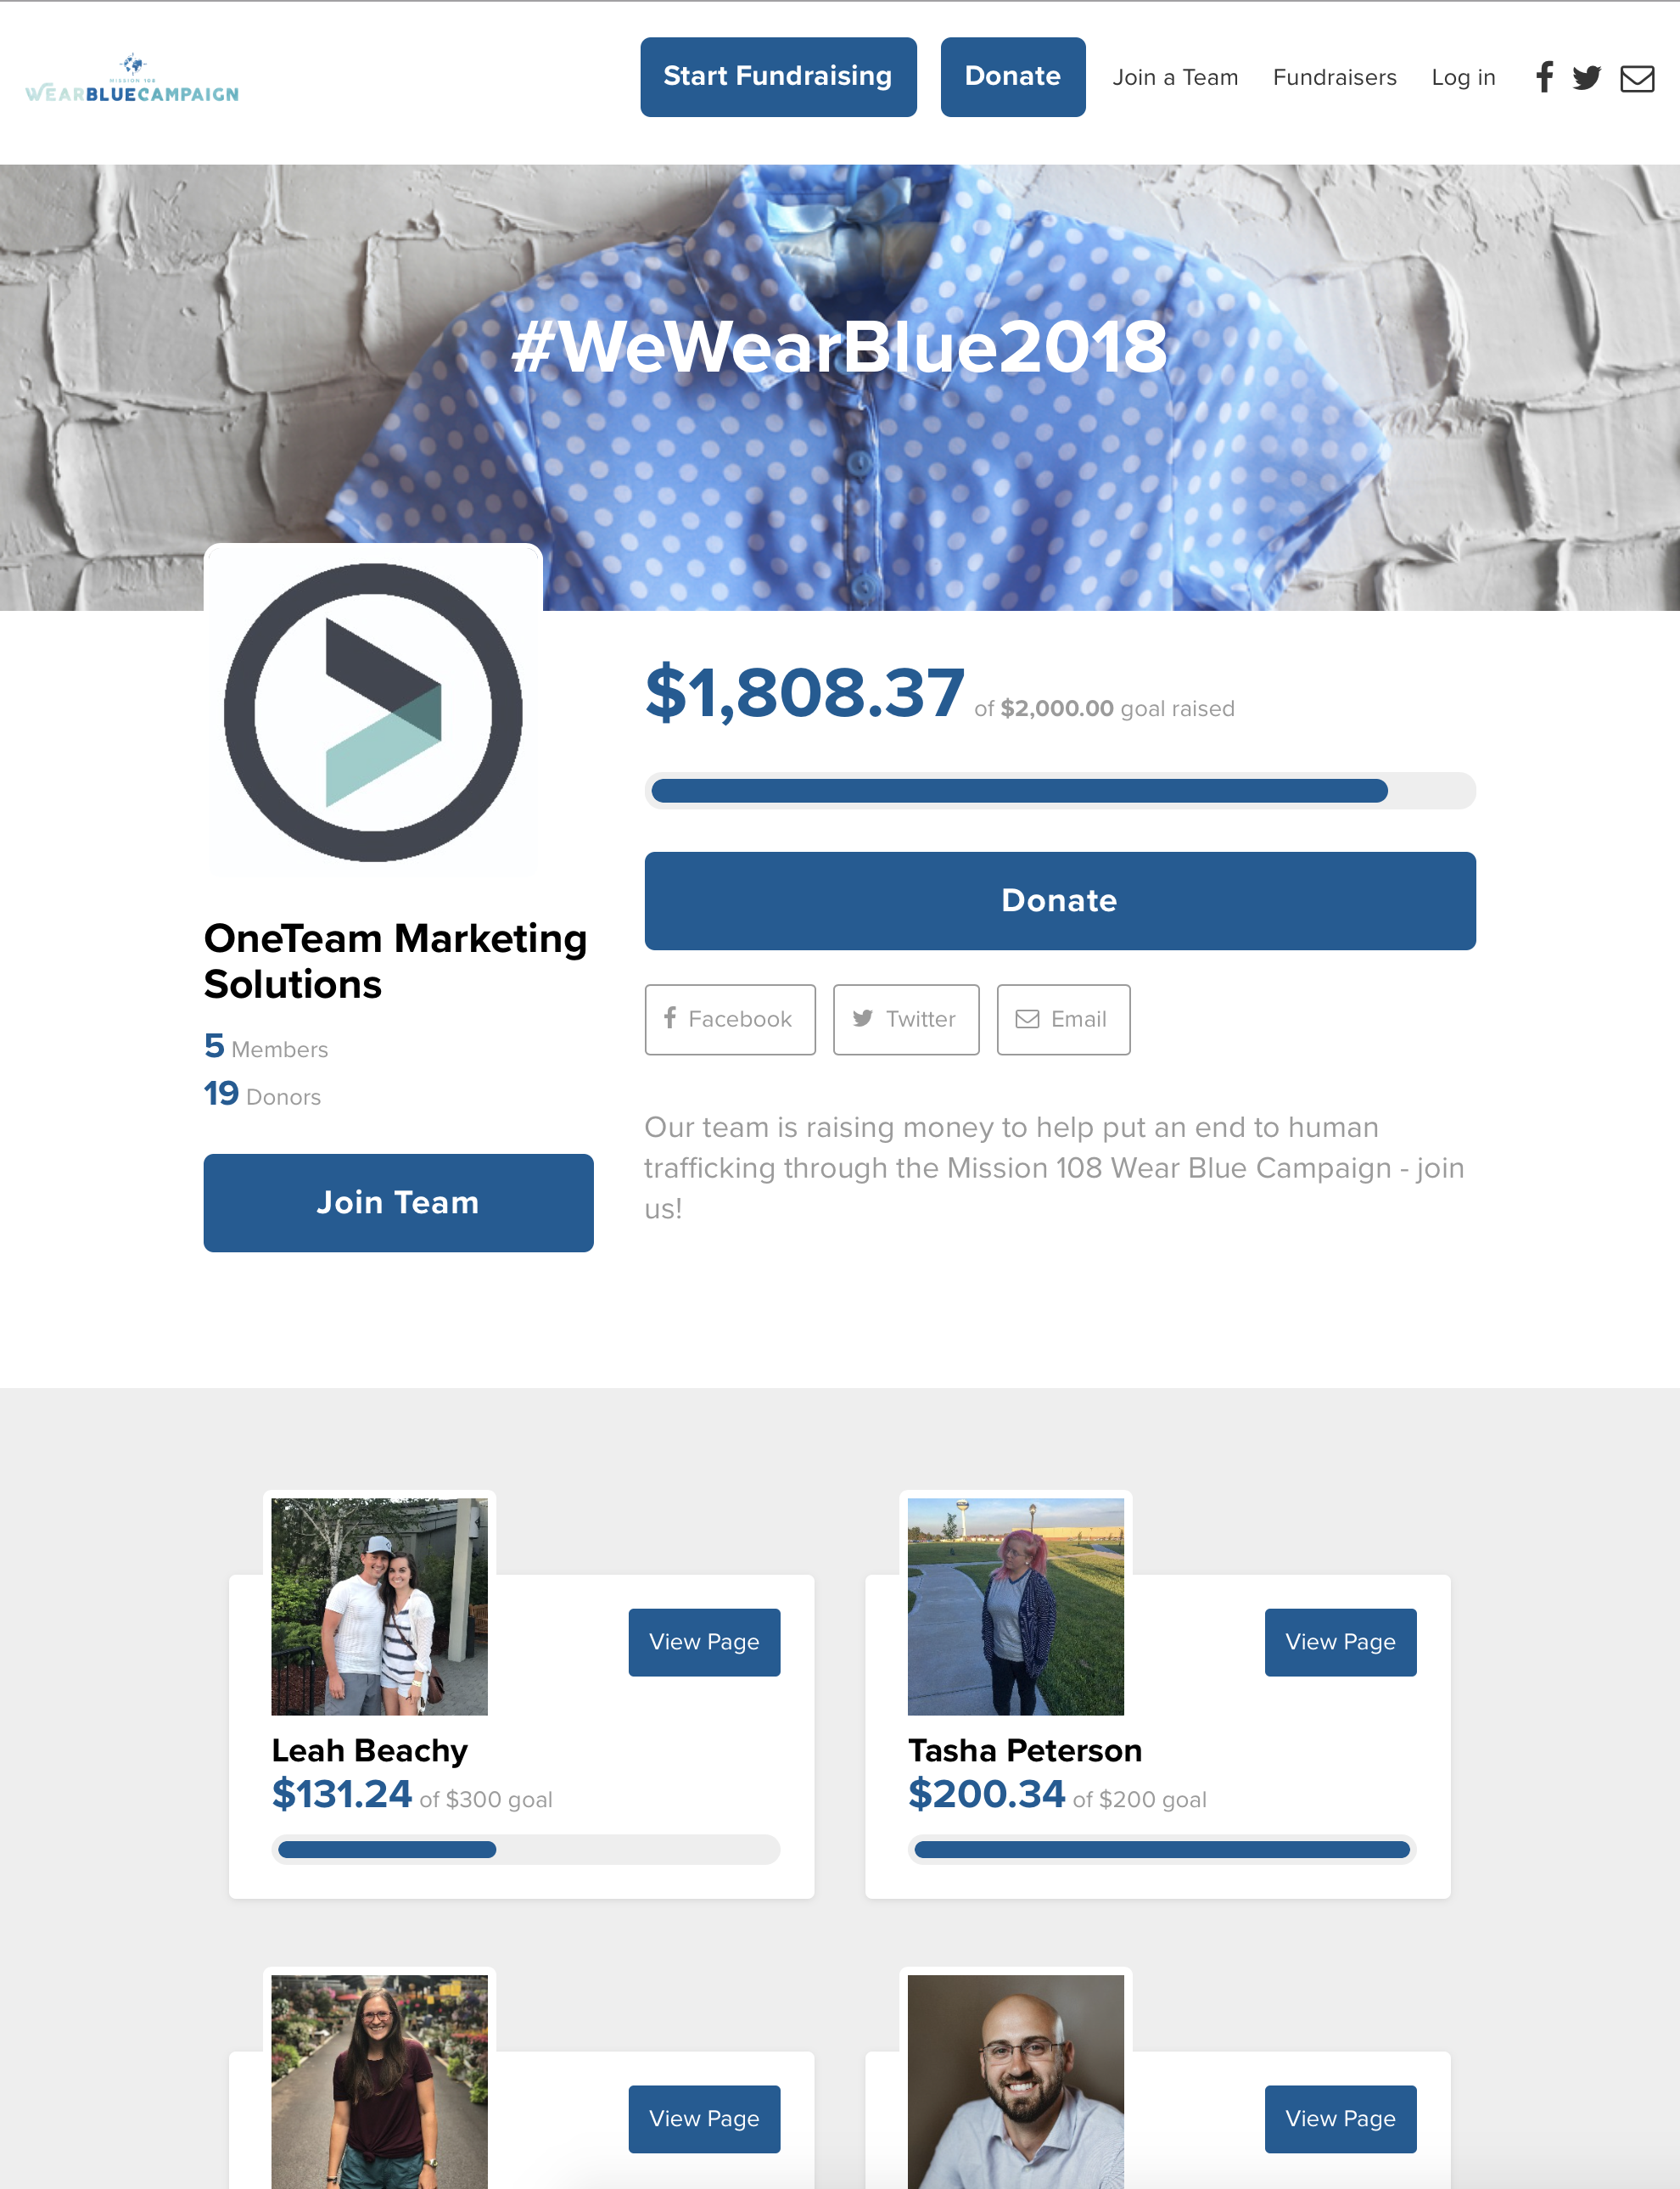 MISSION 108
WEARBLUECAMPAIGN
Start Fundraising
Donate
Join a Team
Fundraisers
Log in
#WeWearBlue2018
$1,808.37 of $2,000.00 goal raised
Donate
Facebook
Twitter
Email
Our team is raising money to help put an end to human
trafficking through the Mission 108 Wear Blue Campaign - join
us!
OneTeam Marketing
Solutions
5 Members
19 Donors
Join Team
View Page
Leah Beachy
$131.24 of $300 goal
View Page
Tasha Peterson
$200.34 of $200 goal
View Page
View Page